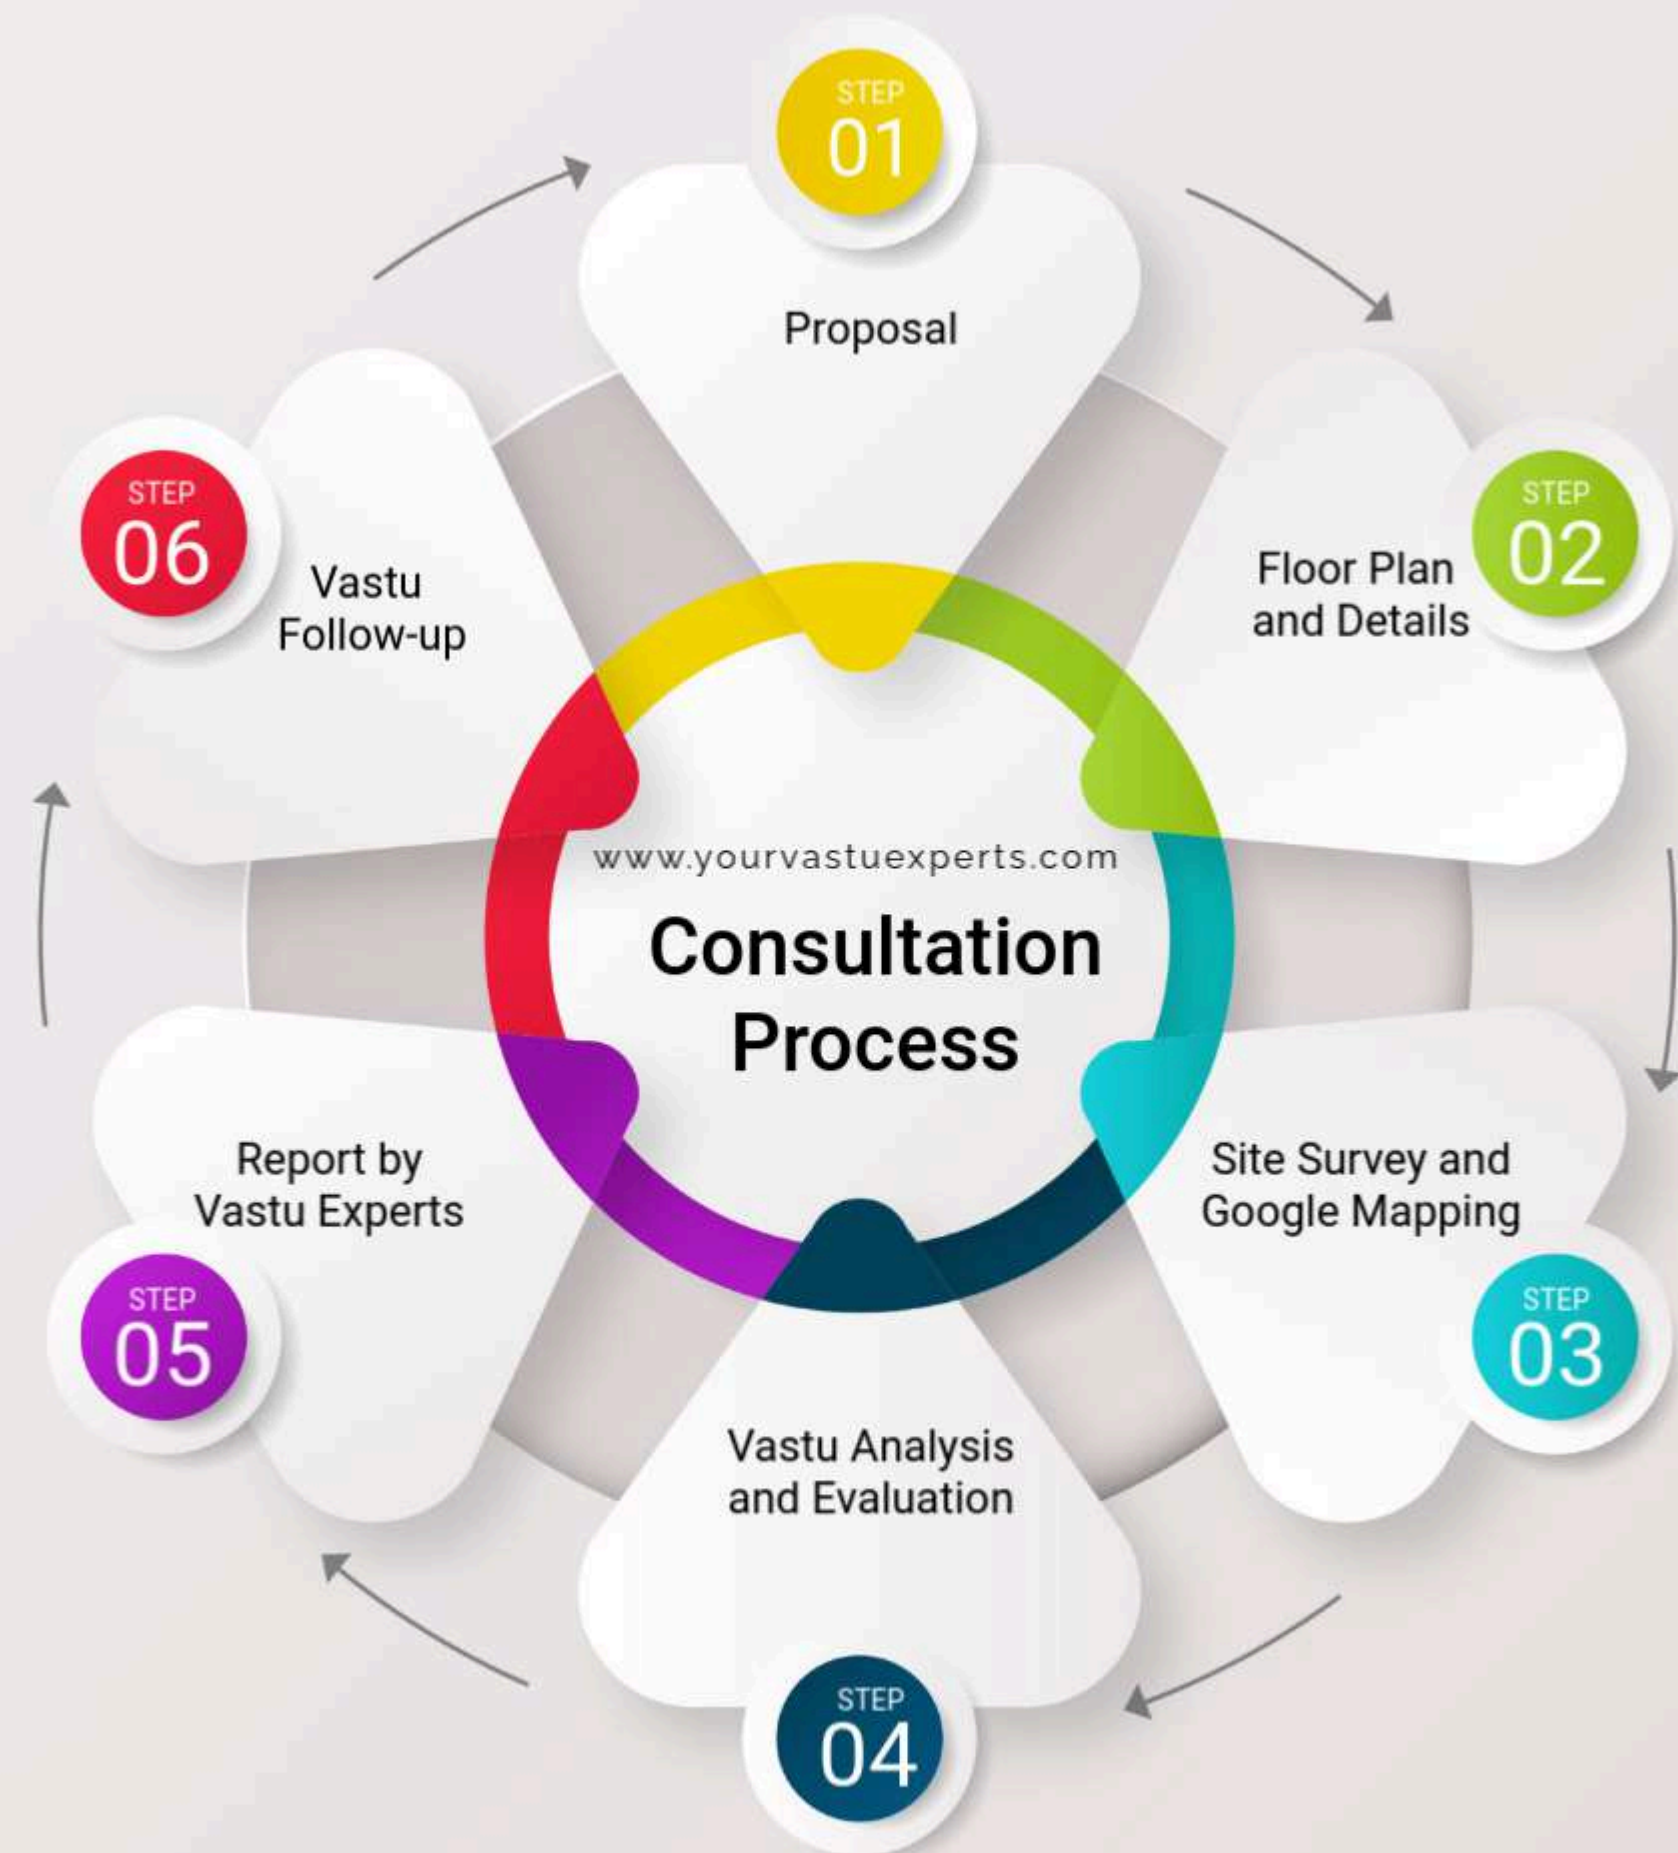 STEP
01
Proposal
STEP
02
Floor Plan
and Details
STEP
03
Site Survey and
Google Mapping
STEP
04
Vastu Analysis
and Evaluation
STEP
05
Report by
Vastu Experts
STEP
06
Vastu
Follow-up
www.yourvastuexperts.com
Consultation
Process